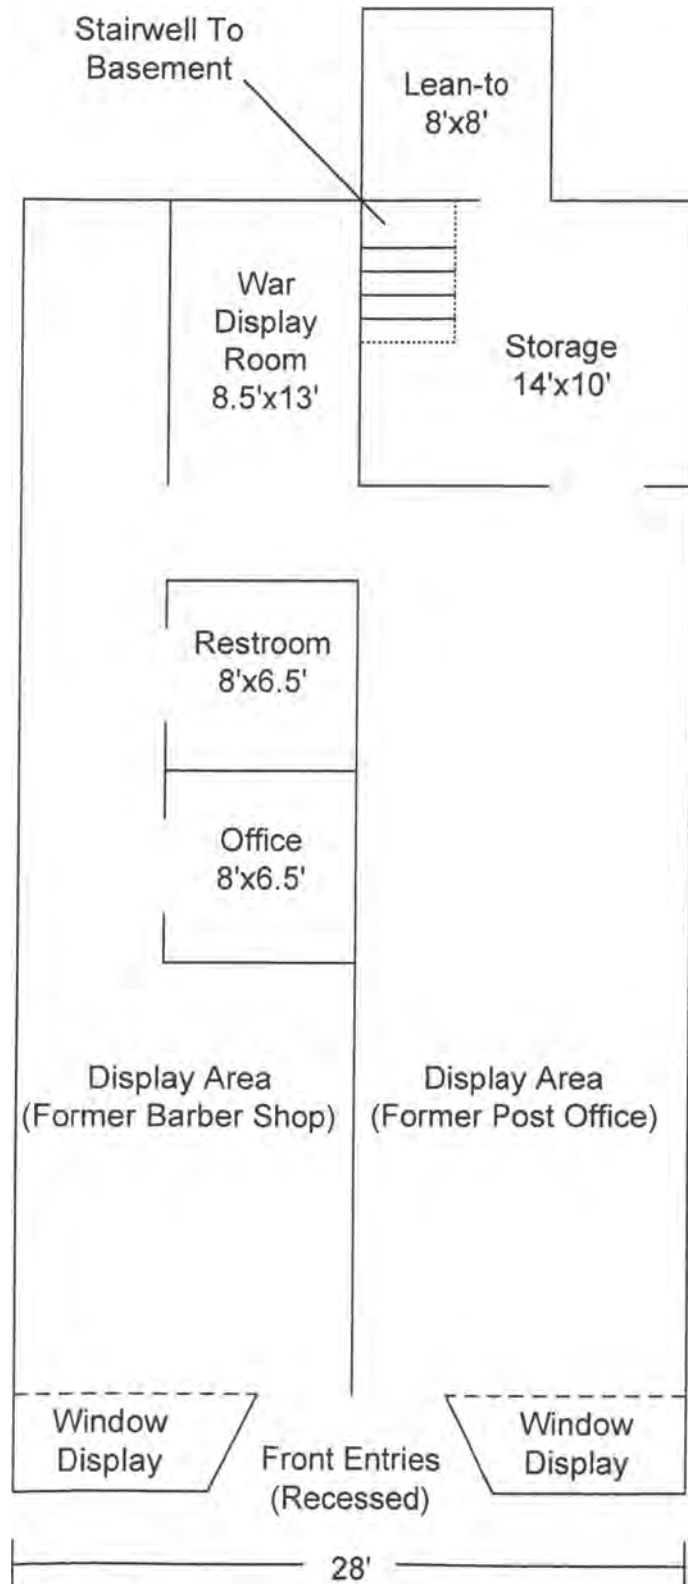 Stairwell To
Basement
Lean-to
8'x8'
War
Display
Room
8.5'x13'
Storage
14'x10'
Restroom
8'x6.5'
Office
8'x6.5'
Display Area
(Former Barber Shop)
Display Area
(Former Post Office)
Window
Display
Front Entries
(Recessed)
Window
Display
28'